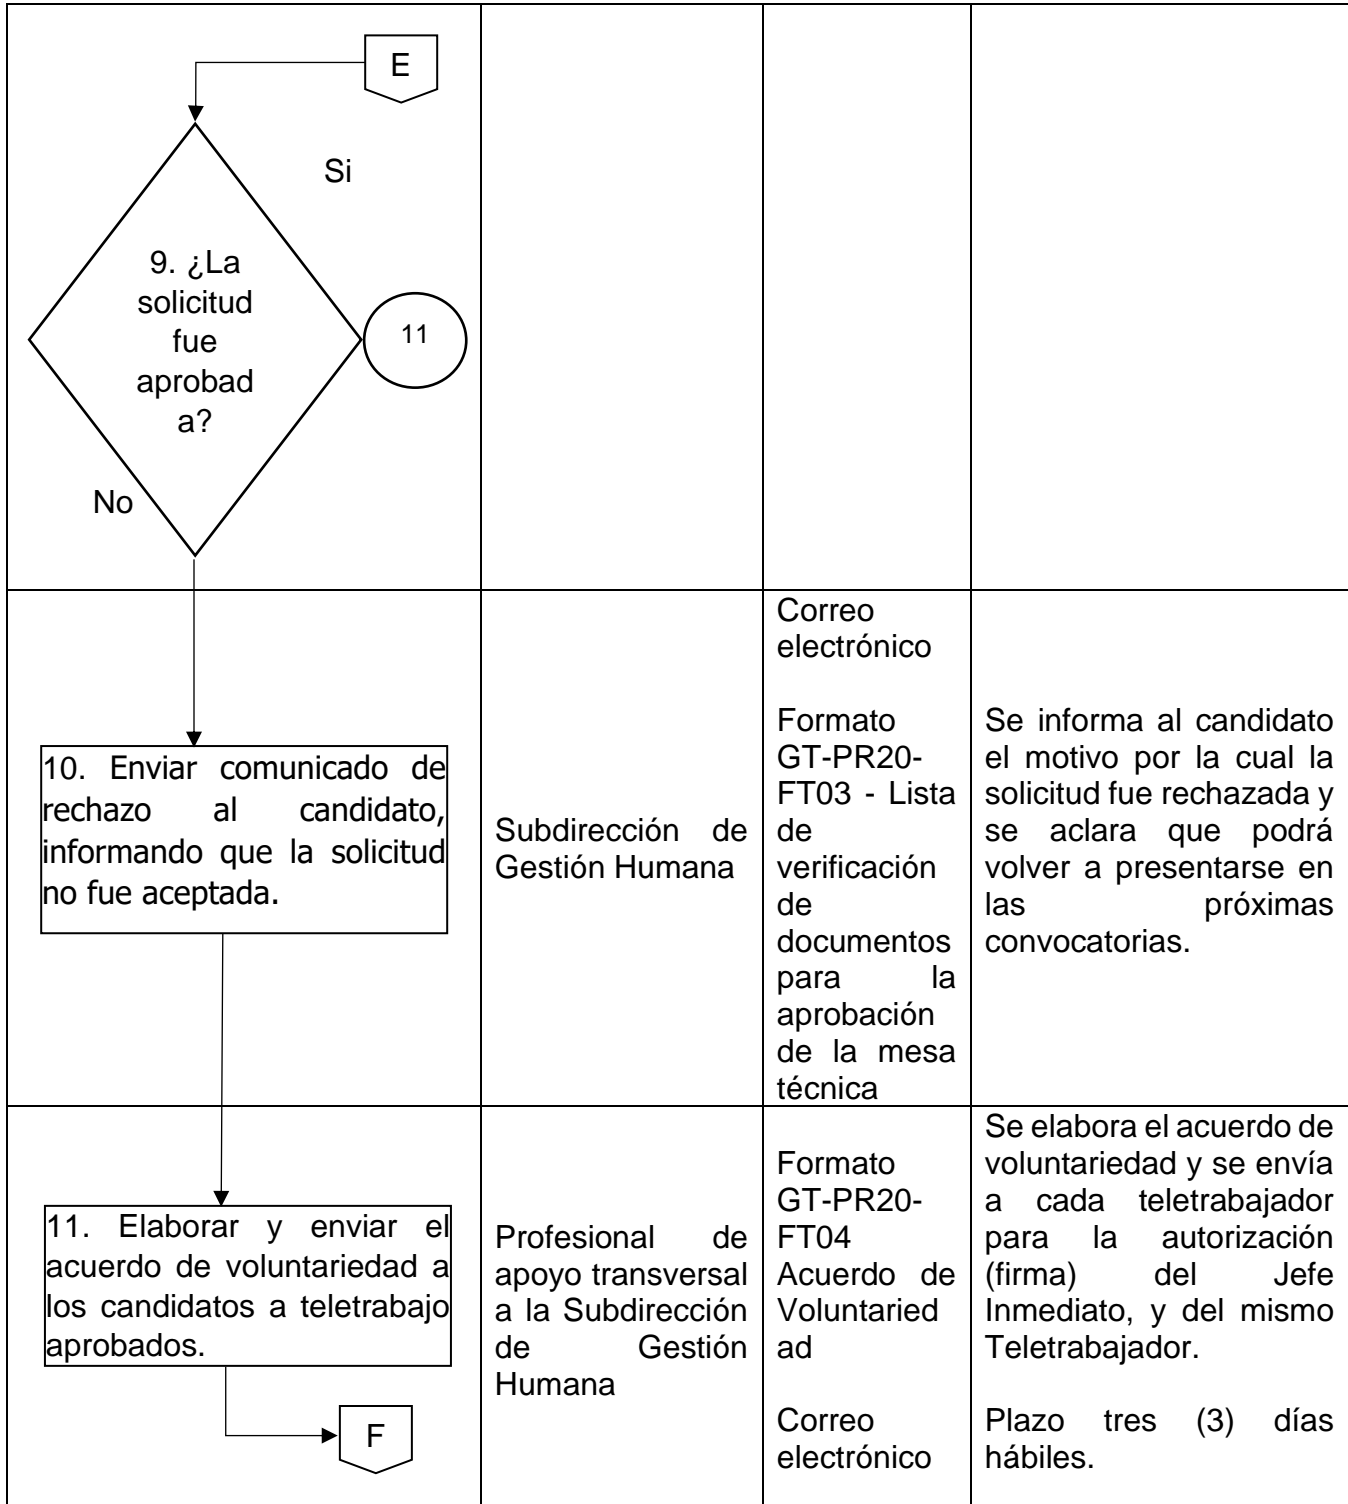 E
Si
9. ¿La
solicitud
fue
aprobad
a?
11
No
10. Enviar comunicado de
rechazo al candidato,
informando que la solicitud
no fue aceptada.
Subdirección de
Gestión Humana
Correo
electrónico
Formato
GT-PR20-
FT03 - Lista
de
verificación
de
documentos
para la
aprobación
de la mesa
técnica
Se informa al candidato
el motivo por la cual la
solicitud fue rechazada y
se aclara que podrá
volver a presentarse en
las próximas
convocatorias.
11. Elaborar y enviar el
acuerdo de voluntariedad a
los candidatos a teletrabajo
aprobados.
F
Profesional de
apoyo transversal
a la Subdirección
de Gestión
Humana
Formato
GT-PR20-
FT04
Acuerdo de
Voluntaried
ad
Correo
electrónico
Se elabora el acuerdo de
voluntariedad y se envía
a cada teletrabajador
para la autorización
(firma) del Jefe
Inmediato, y del mismo
Teletrabajador.
Plazo tres (3) días
hábiles.